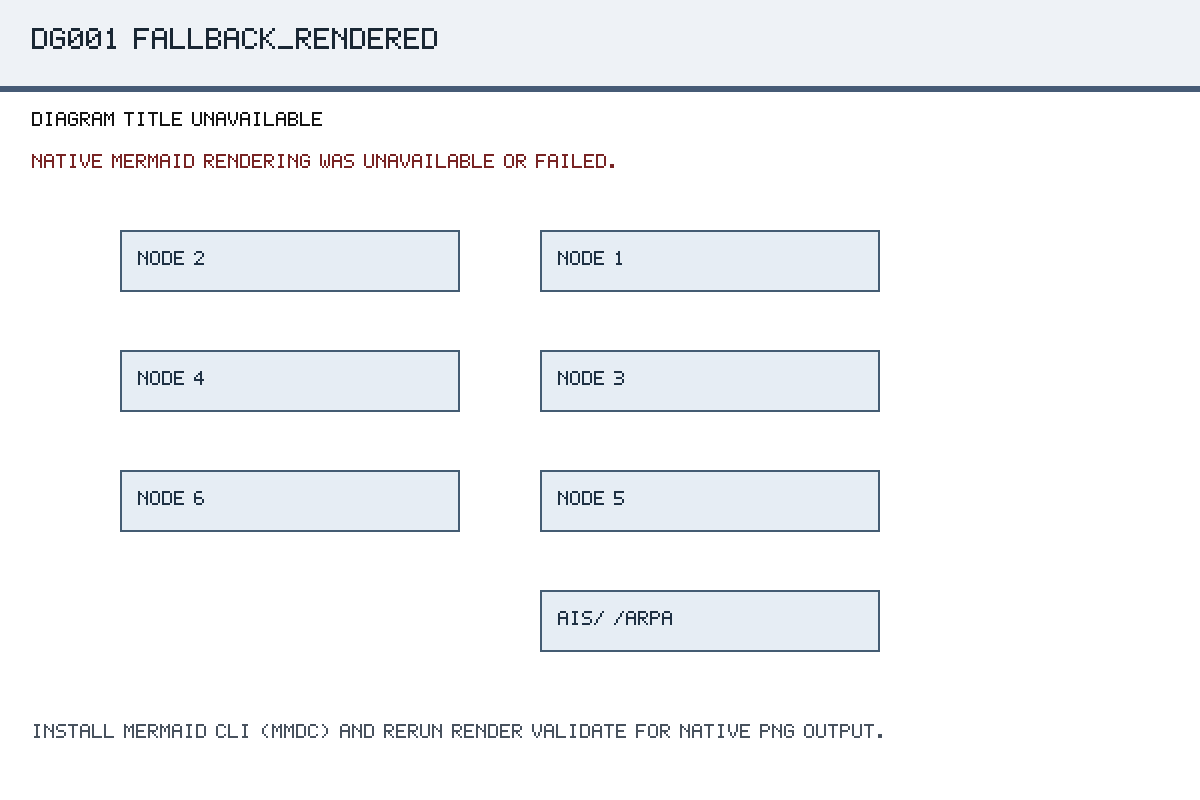 DG001 FALLBACK_RENDERED
DIAGRAM TITLE UNAVAILABLE
NATIVE MERMAID RENDERING WAS UNAVAILABLE OR FAILED.
NODE 2
NODE 1
NODE 4
NODE 3
NODE 6
NODE 5
AIS/ /ARPA
INSTALL MERMAID CLI (MMDC) AND RERUN RENDER VALIDATE FOR NATIVE PNG OUTPUT.